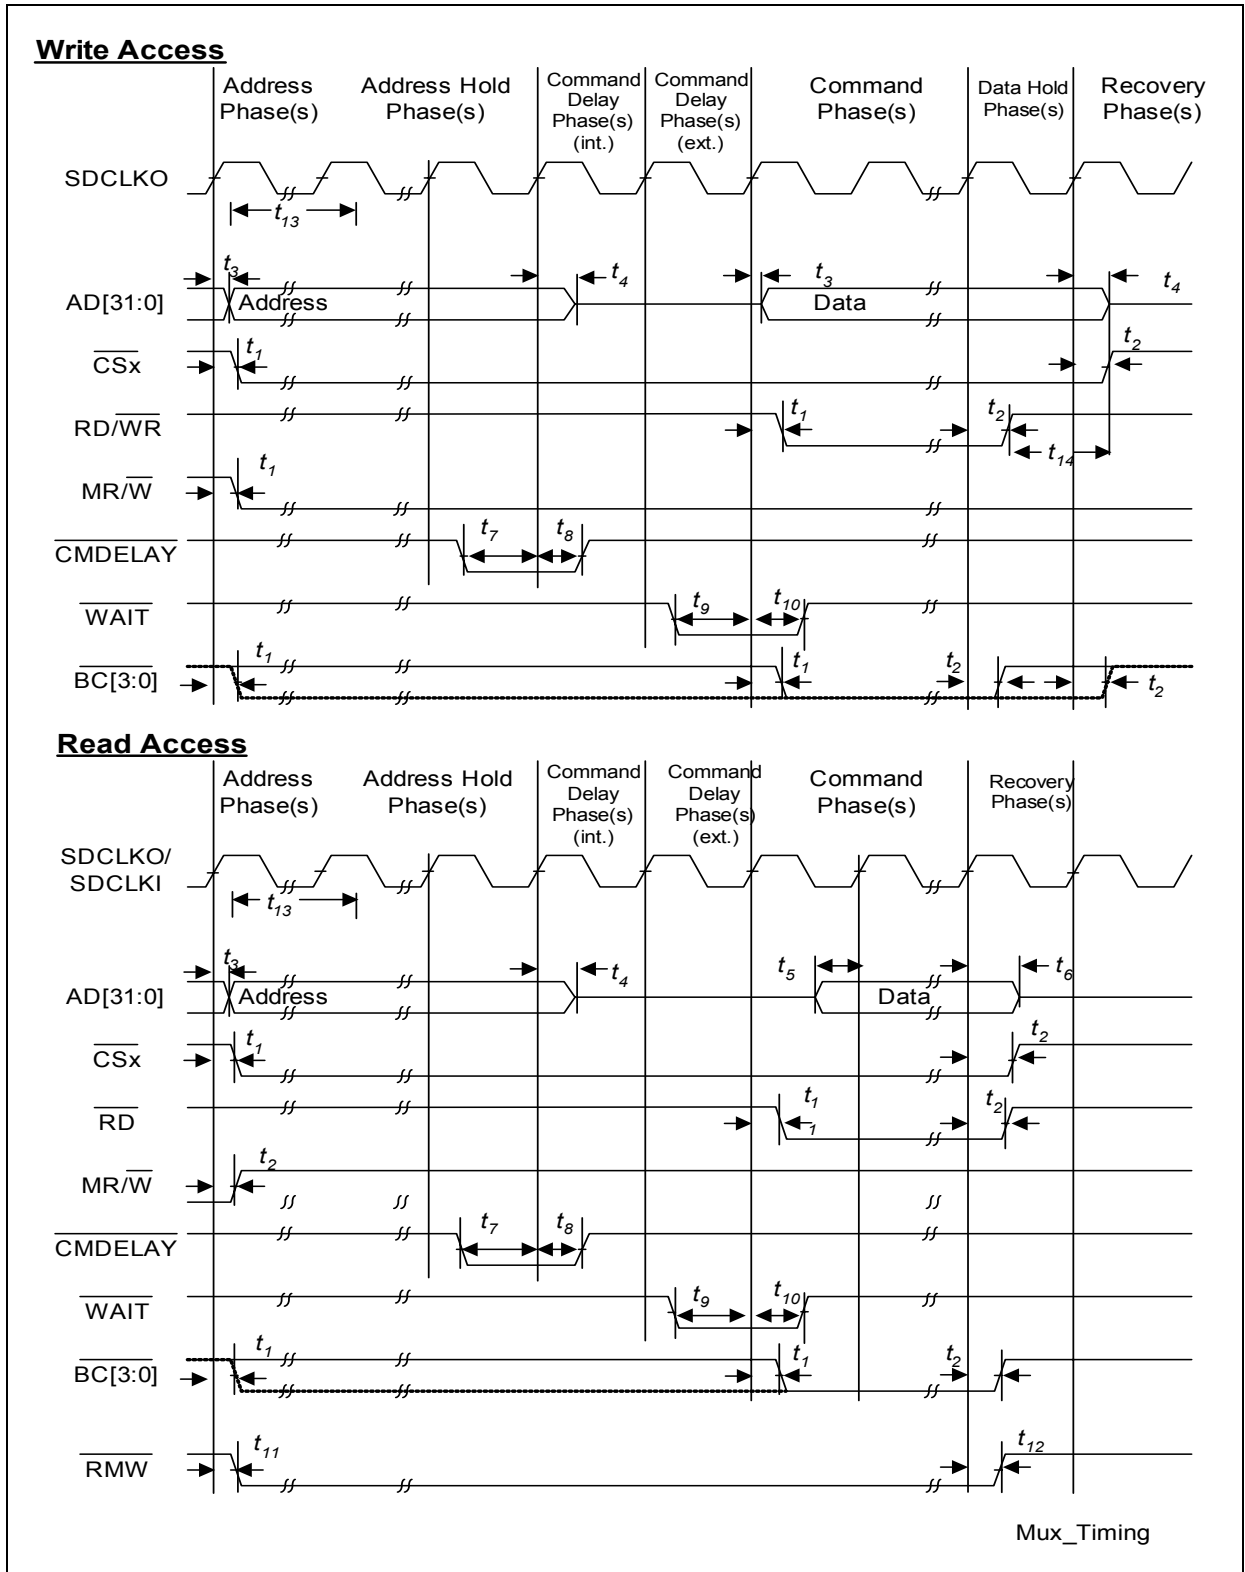 Write Access
Address Phase(s)
Address Hold Phase(s)
Command Delay Phase(s) (int.)
Command Delay Phase(s) (ext.)
Command Phase(s)
Data Hold Phase(s)
Recovery Phase(s)
SDCLKO
t13
AD[31:0]
t3
Address
t4
t3
Data
t4
CSx
t1
t2
RD/WR
t1
t2
t14
MR/W
t1
CMDELAY
t7
t8
WAIT
t9
t10
BC[3:0]
t1
t1
t2
t2
Read Access
Address Phase(s)
Address Hold Phase(s)
Command Delay Phase(s) (int.)
Command Delay Phase(s) (ext.)
Command Phase(s)
Recovery Phase(s)
SDCLKO/
SDCLKI
t13
AD[31:0]
t3
Address
t4
t5
Data
t6
CSx
t1
t2
RD
t1
1
t2
MR/W
t2
CMDELAY
t7
t8
WAIT
t9
t10
BC[3:0]
t1
t1
t2
RMW
t11
t12
Mux_Timing